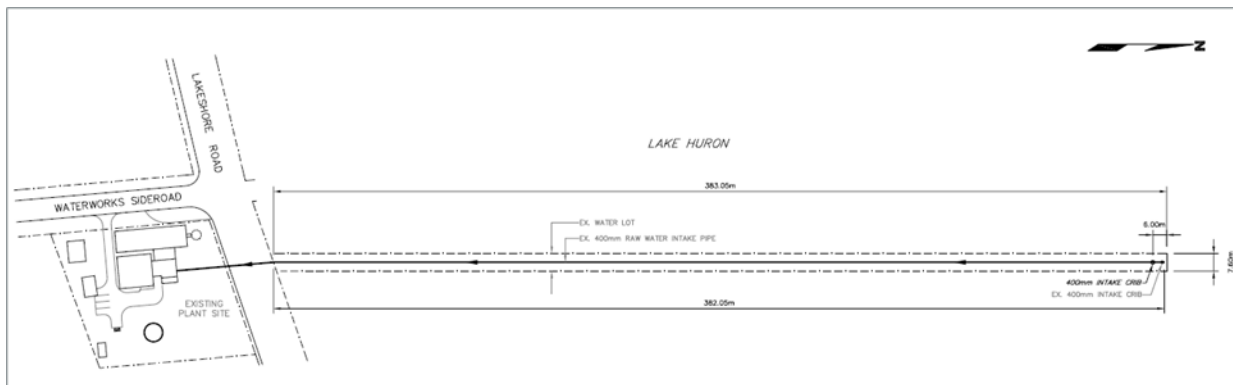 N
LAKESHORE
ROAD
LAKE HURON
383.05m
WATERWORKS SIDEROAD
EX. WATER LOT
EX. 400mm RAW WATER INTAKE PIPE
5.00m
7.60m
400mm INTAKE CRIB
EX. 400mm INTAKE CRIB
EXISTING
PLANT SITE
382.05m